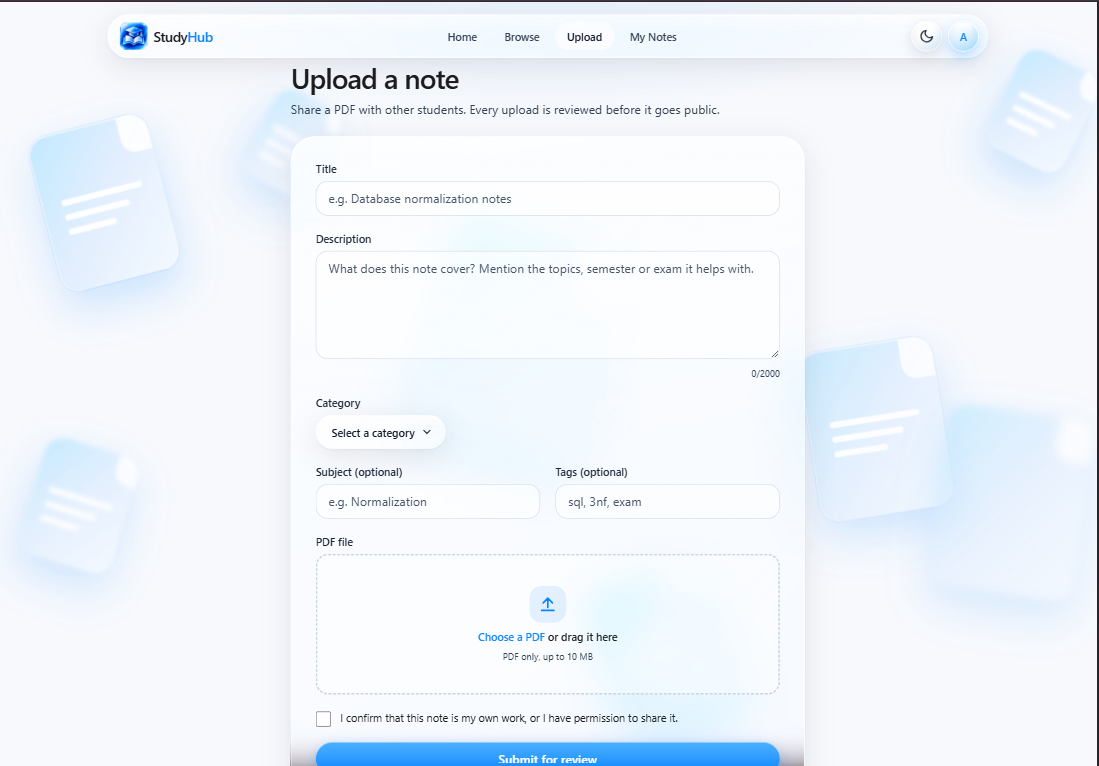 StudyHub
Home Browse Upload My Notes
A
Upload a note
Share a PDF with other students. Every upload is reviewed before it goes public.
Title
e.g. Database normalization notes
Description
What does this note cover? Mention the topics, semester or exam it helps with.
0/2000
Category
Select a category
Subject (optional) Tags (optional)
e.g. Normalization sql, 3nf, exam
PDF file
Choose a PDF or drag it here
PDF only, up to 10 MB
I confirm that this note is my own work, or I have permission to share it.
Submit for review